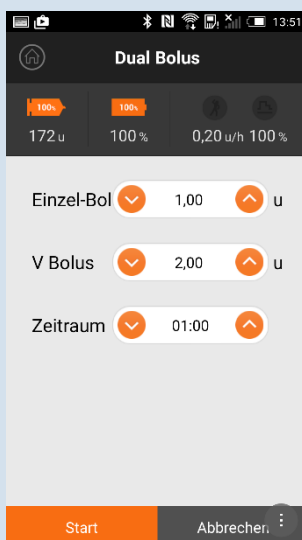 13:51
Dual Bolus
100% 100%
172 u 100 % 0,20 u/h 100 %
Einzel-Bol 1,00 u
V Bolus 2,00 u
Zeitraum 01:00
Start Abbrechen